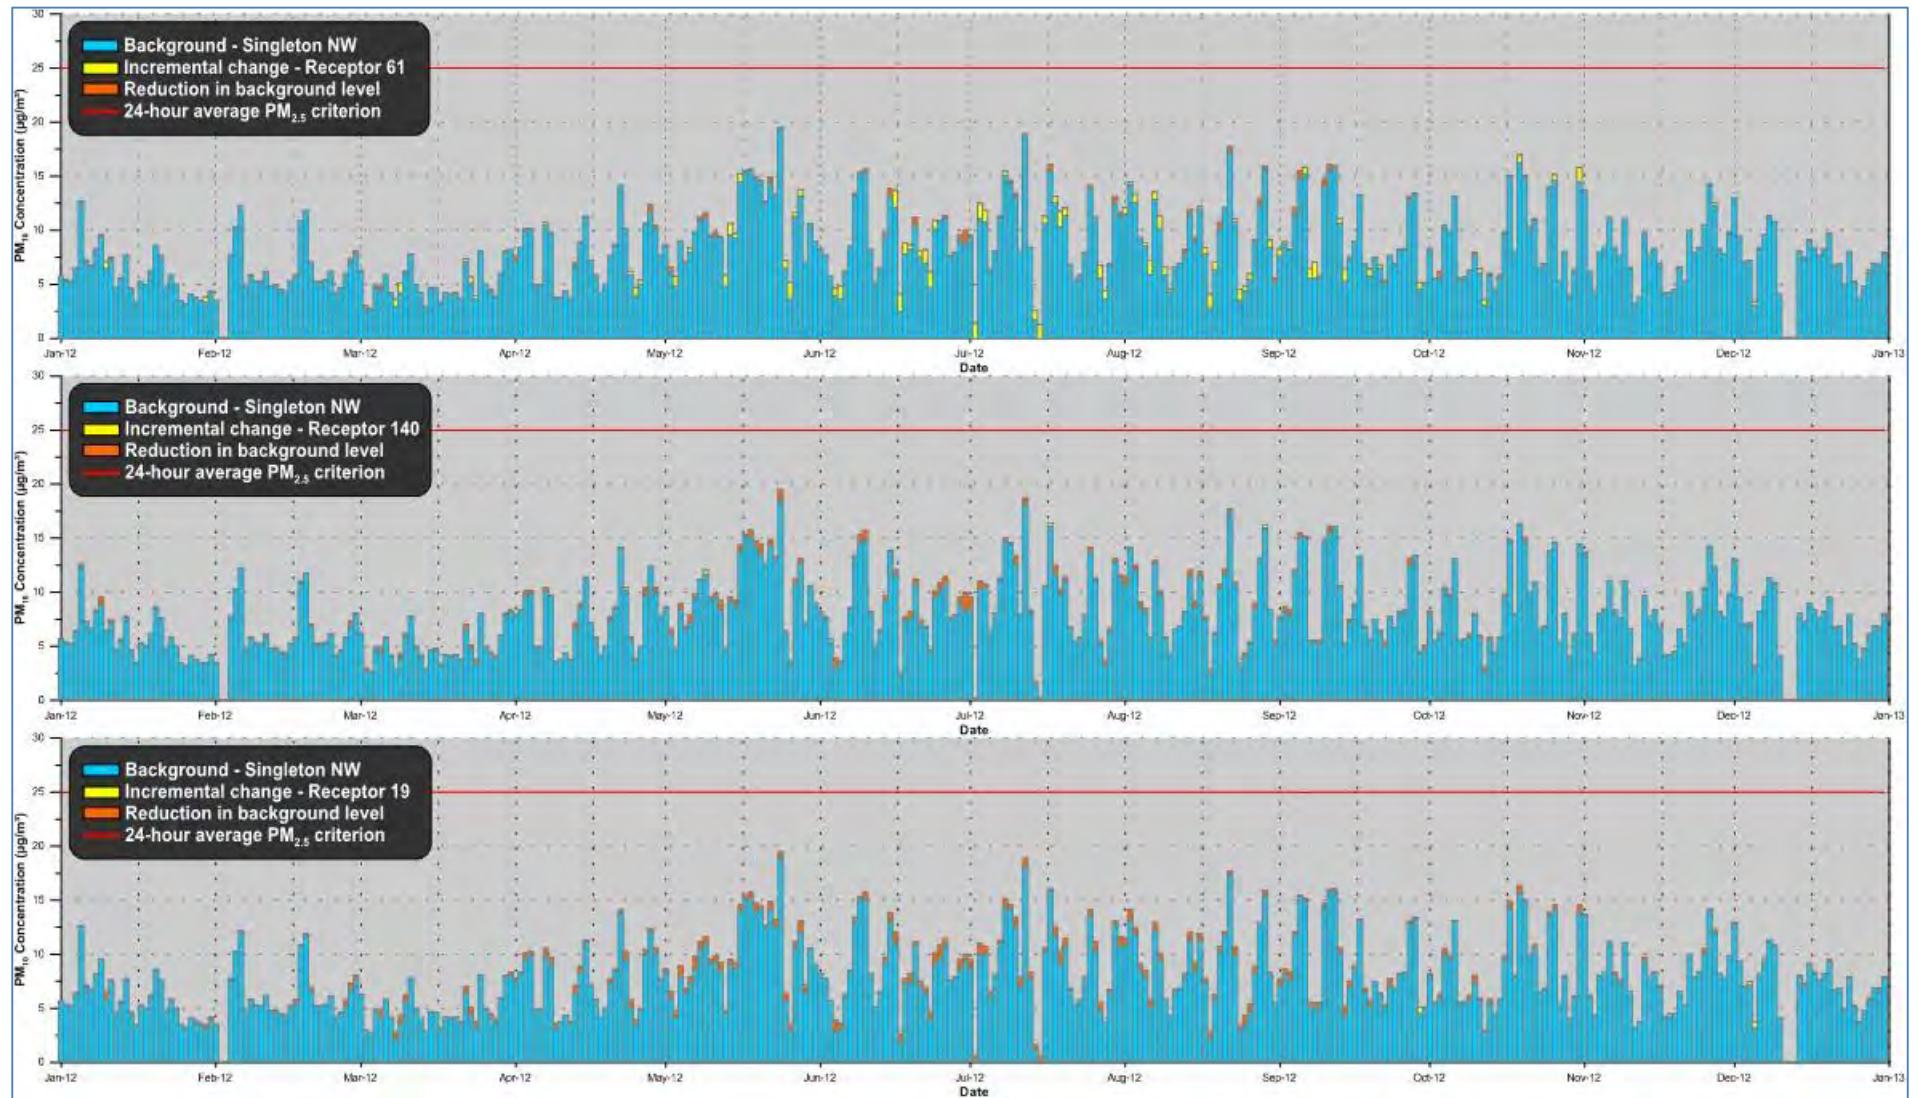 30
25
20
15
10
5
0
PM10 Concentration (µg/m³)
Background - Singleton NW
Incremental change - Receptor 61
Reduction in background level
24-hour average PM2.5 criterion
Jan-12 Feb-12 Mar-12 Apr-12 May-12 Jun-12 Jul-12 Aug-12 Sep-12 Oct-12 Nov-12 Dec-12 Jan-13
Date
30
25
20
15
10
5
0
PM10 Concentration (µg/m³)
Background - Singleton NW
Incremental change - Receptor 140
Reduction in background level
24-hour average PM2.5 criterion
Jan-12 Feb-12 Mar-12 Apr-12 May-12 Jun-12 Jul-12 Aug-12 Sep-12 Oct-12 Nov-12 Dec-12 Jan-13
Date
30
25
20
15
10
5
0
PM10 Concentration (µg/m³)
Background - Singleton NW
Incremental change - Receptor 19
Reduction in background level
24-hour average PM2.5 criterion
Jan-12 Feb-12 Mar-12 Apr-12 May-12 Jun-12 Jul-12 Aug-12 Sep-12 Oct-12 Nov-12 Dec-12 Jan-13
Date